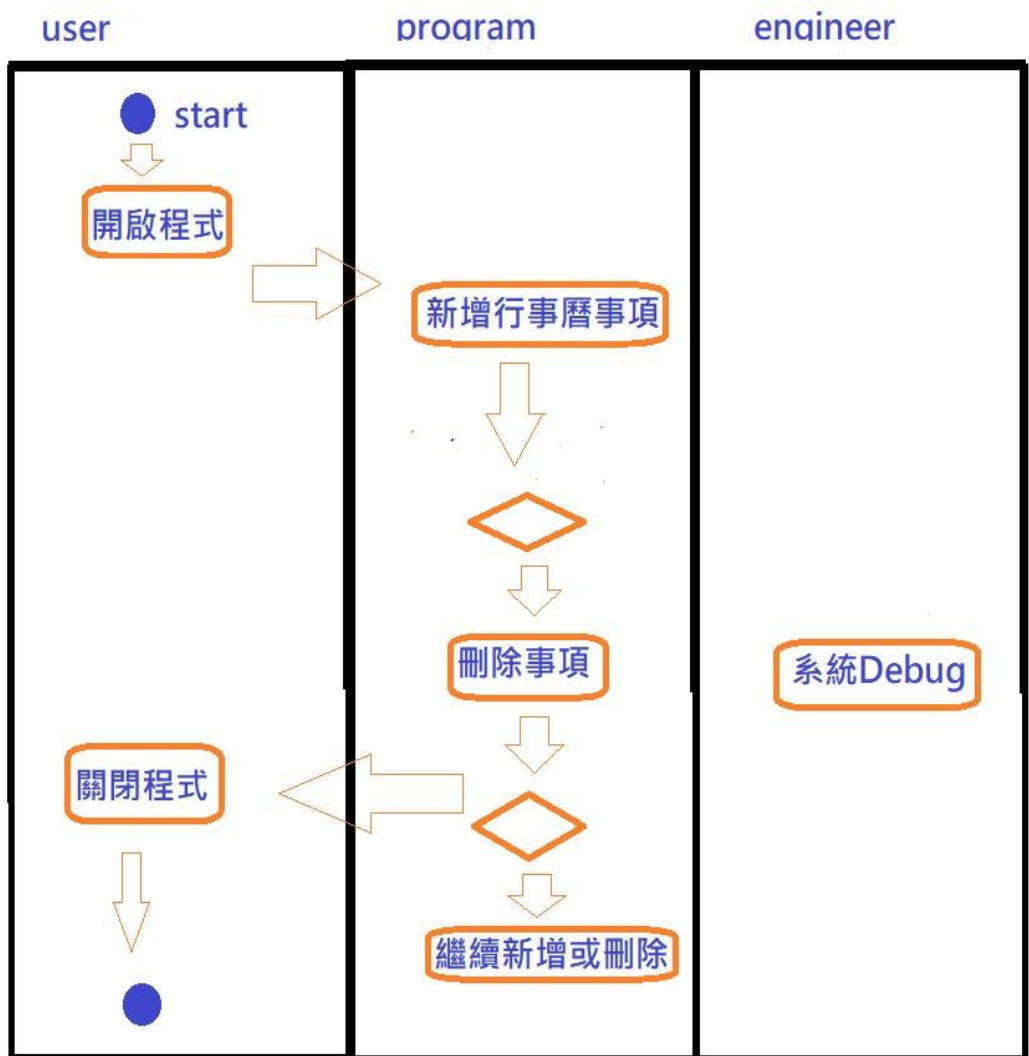 user
program
engineer
start
開啟程式
新增行事曆事項
刪除事項
系統Debug
關閉程式
繼續新增或刪除